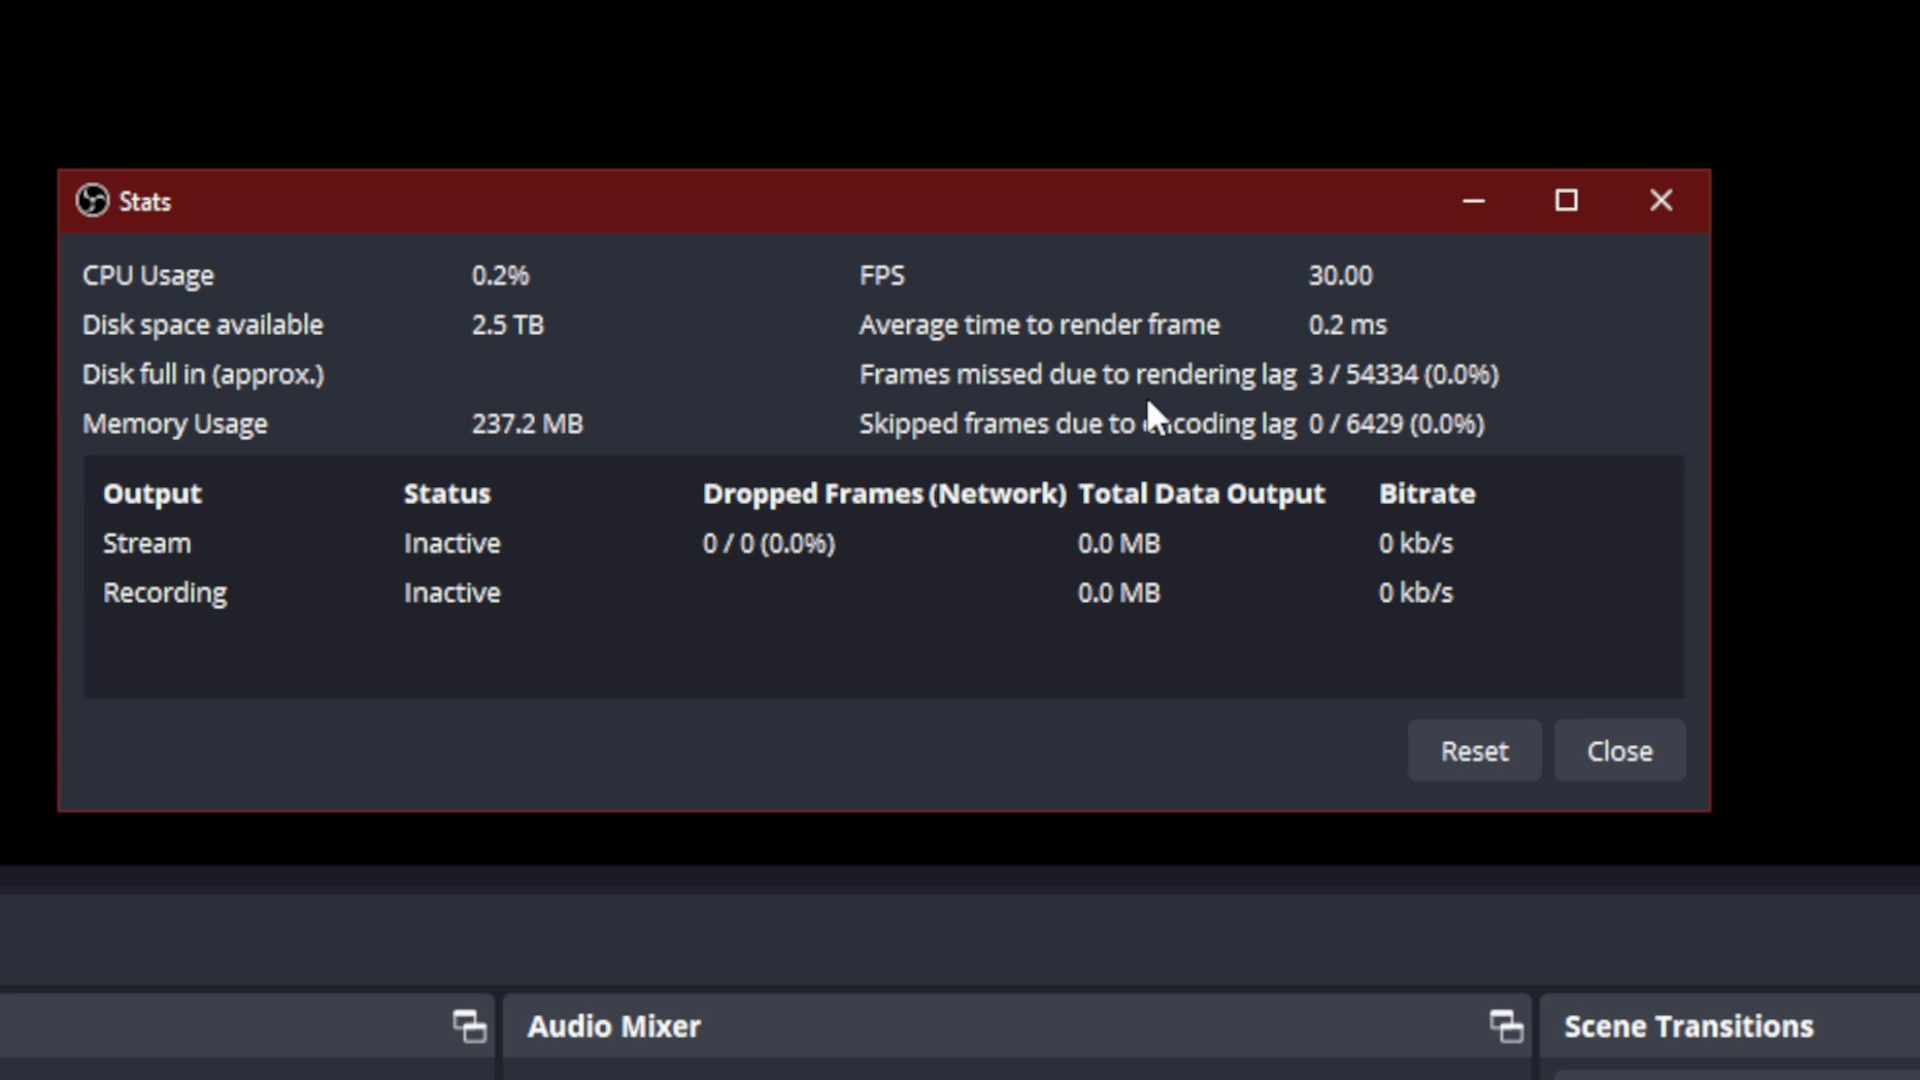 Stats
CPU Usage 0.2% FPS 30.00
Disk space available 2.5 TB Average time to render frame 0.2 ms
Disk full in (approx.) Frames missed due to rendering lag 3 / 54334 (0.0%)
Memory Usage 237.2 MB Skipped frames due to encoding lag 0 / 6429 (0.0%)
Output Status Dropped Frames (Network) Total Data Output Bitrate
Stream Inactive 0 / 0 (0.0%) 0.0 MB 0 kb/s
Recording Inactive 0.0 MB 0 kb/s
Reset Close
Audio Mixer Scene Transitions